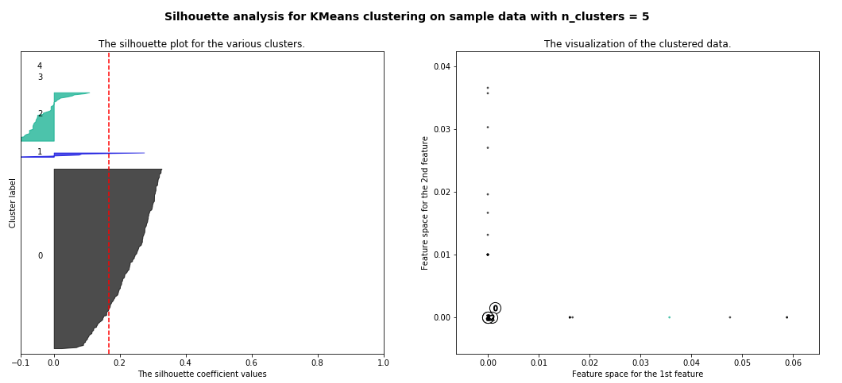 Silhouette analysis for KMeans clustering on sample data with n_clusters = 5
The silhouette plot for the various clusters.
4
3
2
1
0
Cluster label
−0.1 0.0 0.2 0.4 0.6 0.8 1.0
The silhouette coefficient values
The visualization of the clustered data.
0.04
0.03
0.02
0.01
0.00
Feature space for the 2nd feature
0
0.00 0.01 0.02 0.03 0.04 0.05 0.06
Feature space for the 1st feature